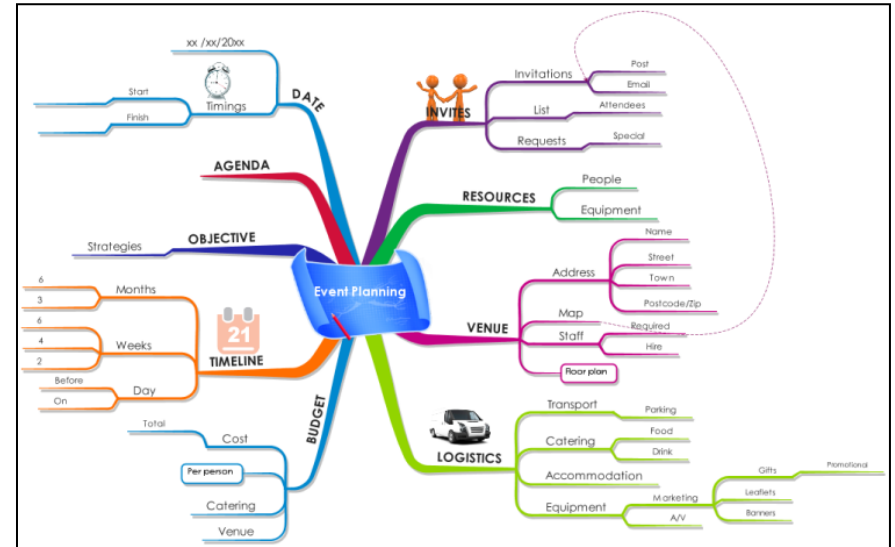 Event Planning
DATE
xx /xx/20xx
Timings
Start
Finish
AGENDA
OBJECTIVE
Strategies
TIMELINE
21
Months
6
3
Weeks
6
4
2
Day
Before
On
BUDGET
Cost
Total
Per person
Catering
Venue
INVITES
Invitations
Post
Email
List
Attendees
Requests
Special
RESOURCES
People
Equipment
VENUE
Address
Name
Street
Town
Postcode/Zip
Map
Staff
Required
Hire
Floor plan
LOGISTICS
Transport
Parking
Catering
Food
Drink
Accommodation
Equipment
Marketing
Gifts
Promotional
Leaflets
Banners
A/V